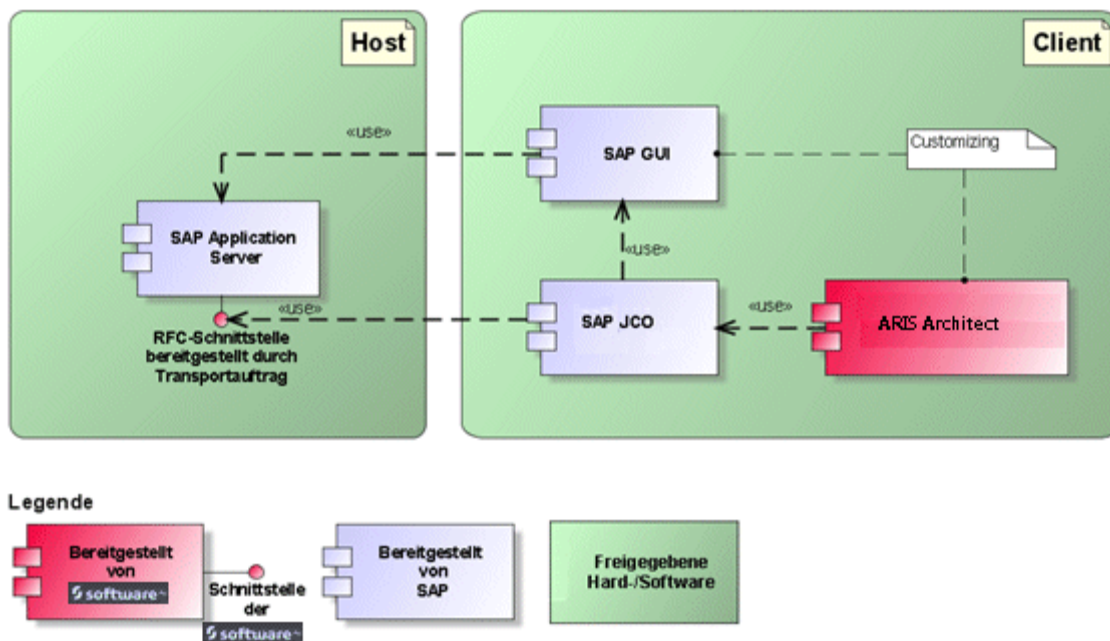 Host
Client
«use»
SAP GUI
Customizing
SAP Application
Server
«use»
«use»
SAP JCO
«use»
ARIS Architect
RFC-Schnittstelle
bereitgestellt durch
Transportauftrag
Legende
Bereitgestellt
von
software
Schnittstelle
der
software
Bereitgestellt
von
SAP
Freigegebene
Hard-/Software